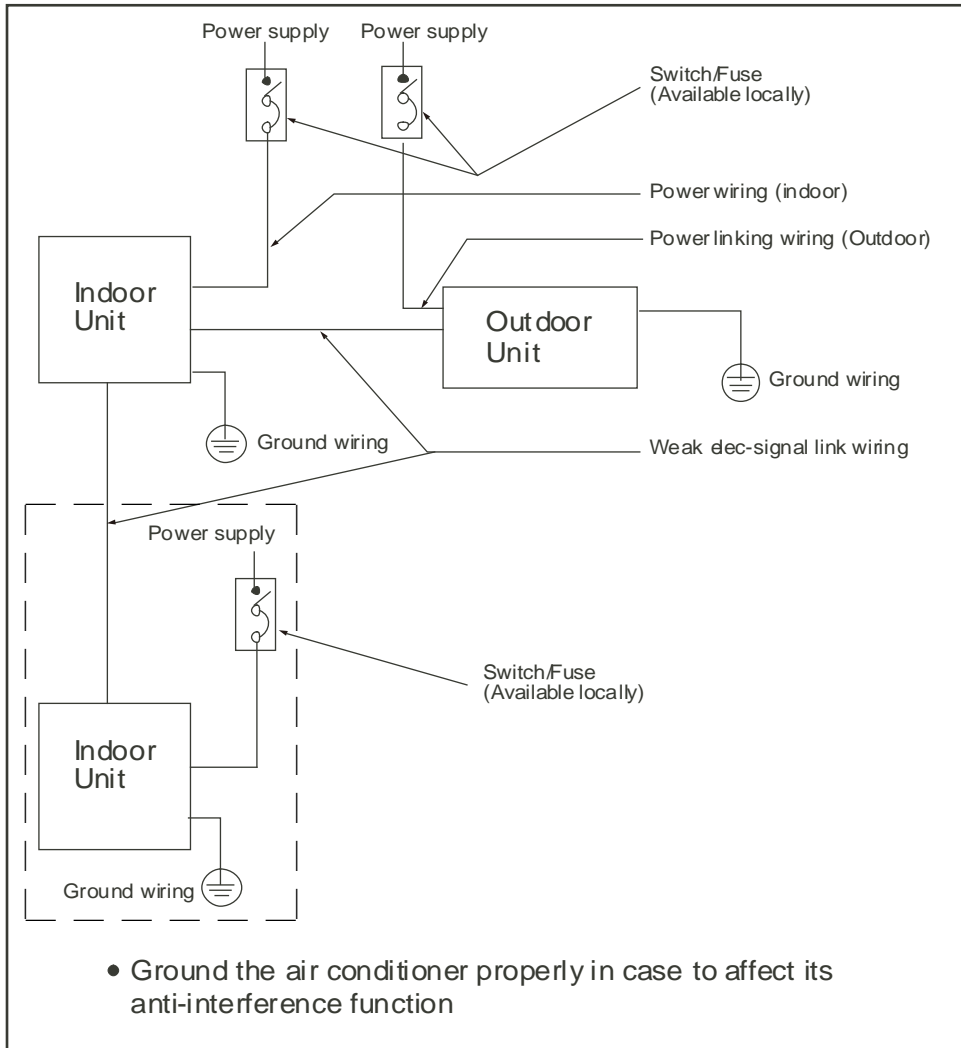 Power supply
Power supply
Switch/Fuse
(Available locally)
Power wiring (indoor)
Power linking wiring (Outdoor)
Indoor
Unit
Outdoor
Unit
Ground wiring
Ground wiring
Weak elec-signal link wiring
Power supply
Switch/Fuse
(Available locally)
Indoor
Unit
Ground wiring
• Ground the air conditioner properly in case to affect its
anti-interference function